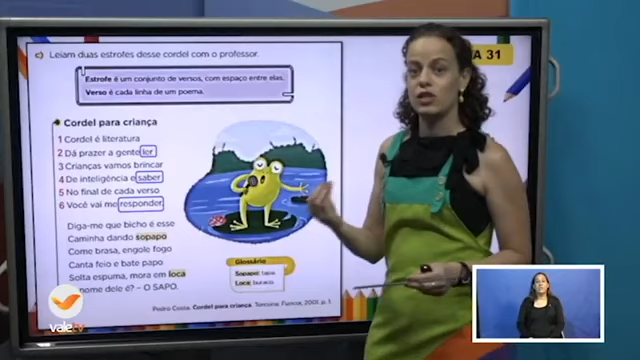 A 31
c) Leiam duas estrofes desse cordel com o professor.
Estrofe é um conjunto de versos, com espaço entre elas.
Verso é cada linha de um poema.
Cordel para criança
1 Cordel é literatura
2 Dá prazer a gente ler
3 Crianças vamos brincar
4 De inteligência e saber
5 No final de cada verso
6 Você vai me responder.
Diga-me que bicho é esse
Caminha dando sopapo
Come brasa, engole fogo
Canta feio e bate papo
Solta espuma, mora em loca
nome dele é? - O SAPO.
Glossário
Sopapo: tapa.
Loca: buraco.
Pedro Costa. Cordel para criança. Teresina: Funcor, 2001. p. 1.
vale tv